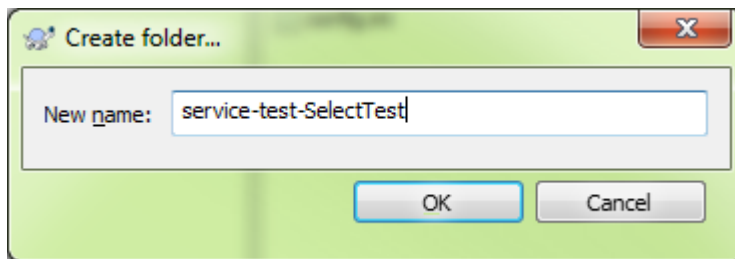 Create folder...
New name:
service-test-SelectTest
OK
Cancel